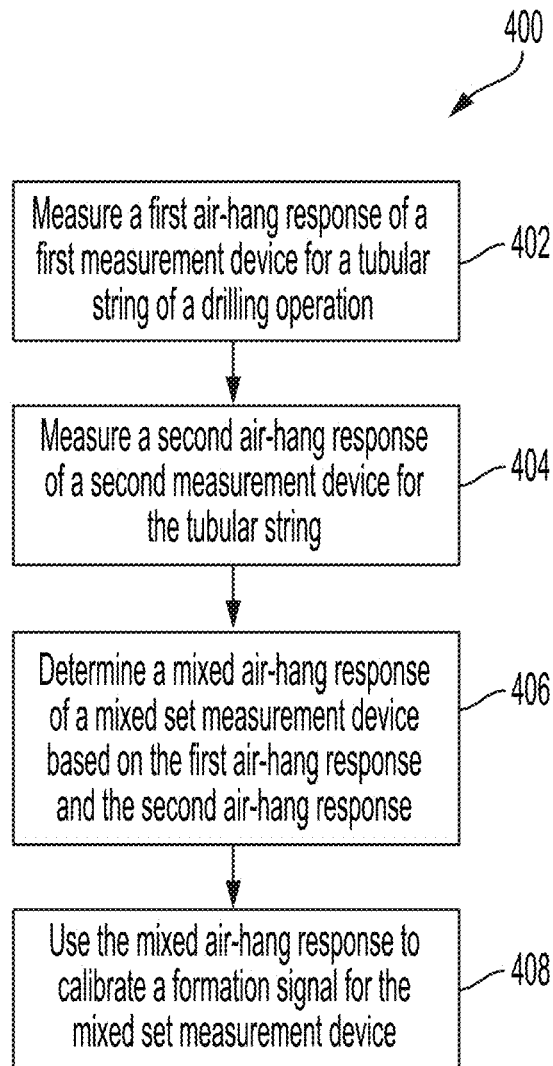 400
Measure a first air-hang response of a
first measurement device for a tubular
string of a drilling operation
402
Measure a second air-hang response
of a second measurement device for
the tubular string
404
Determine a mixed air-hang response
of a mixed set measurement device
based on the first air-hang response
and the second air-hang response
406
Use the mixed air-hang response to
calibrate a formation signal for the
mixed set measurement device
408